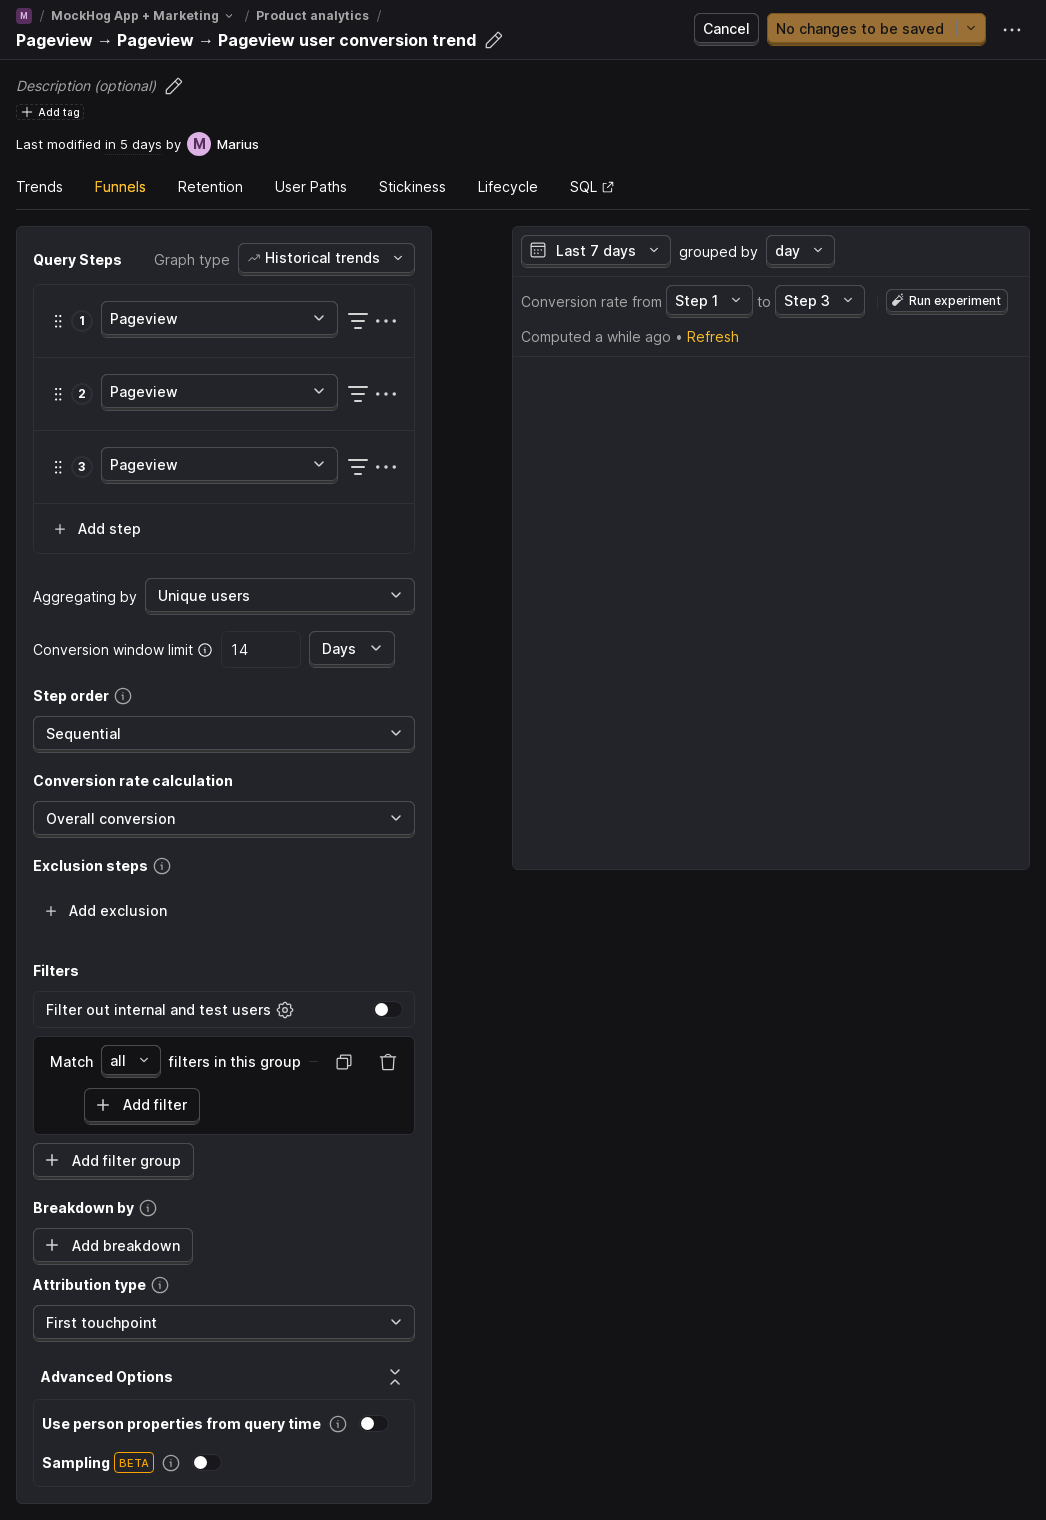 M / MockHog App + Marketing / Product analytics /
Pageview → Pageview → Pageview user conversion trend
Cancel
No changes to be saved
Description (optional)
Add tag
Last modified in 5 days by M Marius
Trends Funnels Retention User Paths Stickiness Lifecycle SQL
Query Steps Graph type Historical trends
1 Pageview
2 Pageview
3 Pageview
Add step
Aggregating by Unique users
Conversion window limit 14 Days
Step order
Sequential
Conversion rate calculation
Overall conversion
Exclusion steps
Add exclusion
Filters
Filter out internal and test users
Match all filters in this group
Add filter
Add filter group
Breakdown by
Add breakdown
Attribution type
First touchpoint
Advanced Options
Use person properties from query time
Sampling BETA
Last 7 days grouped by day
Conversion rate from Step 1 to Step 3 Run experiment
Computed a while ago • Refresh